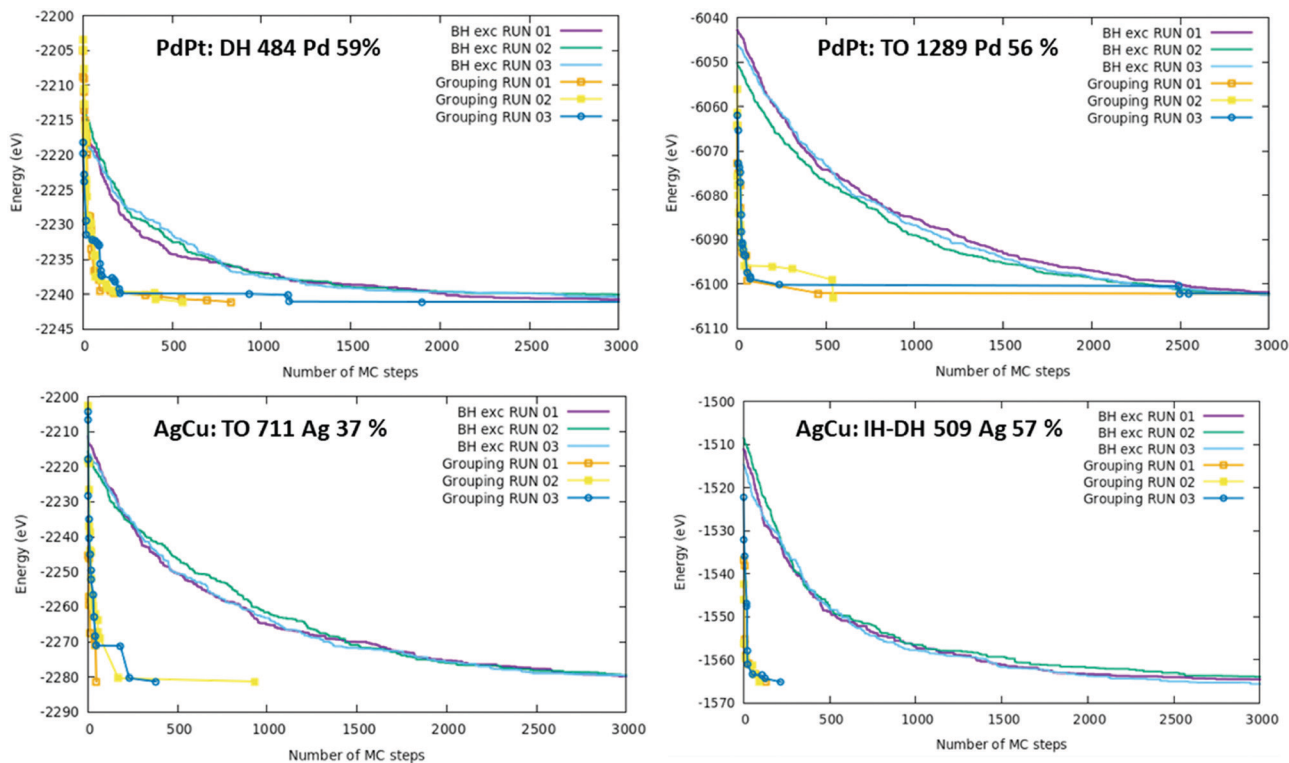 PdPt: DH 484 Pd 59%
BH exc RUN 01
BH exc RUN 02
BH exc RUN 03
Grouping RUN 01
Grouping RUN 02
Grouping RUN 03
Energy (eV)
-2200
-2205
-2210
-2215
-2220
-2225
-2230
-2235
-2240
-2245
0 500 1000 1500 2000 2500 3000
Number of MC steps
PdPt: TO 1289 Pd 56 %
BH exc RUN 01
BH exc RUN 02
BH exc RUN 03
Grouping RUN 01
Grouping RUN 02
Grouping RUN 03
Energy (eV)
-6040
-6050
-6060
-6070
-6080
-6090
-6100
-6110
0 500 1000 1500 2000 2500 3000
Number of MC steps
AgCu: TO 711 Ag 37 %
BH exc RUN 01
BH exc RUN 02
BH exc RUN 03
Grouping RUN 01
Grouping RUN 02
Grouping RUN 03
Energy (eV)
-2200
-2210
-2220
-2230
-2240
-2250
-2260
-2270
-2280
-2290
0 500 1000 1500 2000 2500 3000
Number of MC steps
AgCu: IH-DH 509 Ag 57 %
BH exc RUN 01
BH exc RUN 02
BH exc RUN 03
Grouping RUN 01
Grouping RUN 02
Grouping RUN 03
Energy (eV)
-1500
-1510
-1520
-1530
-1540
-1550
-1560
-1570
0 500 1000 1500 2000 2500 3000
Number of MC steps